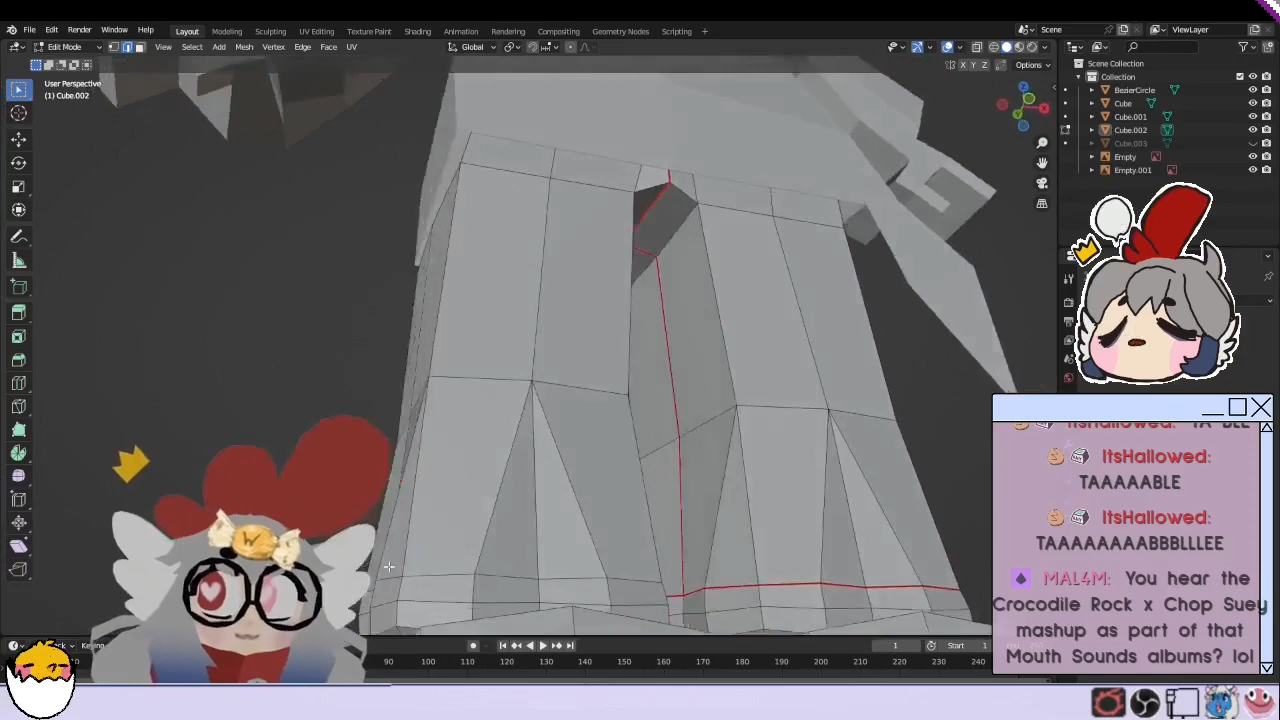 File Edit Render Window Help
Layout Modeling Sculpting UV Editing Texture Paint Shading Animation Rendering Compositing Geometry Nodes Scripting +
Scene
ViewLayer
Edit Mode View Select Add Mesh Vertex Edge Face UV
Global
X Y Z Options
User Perspective
(1) Cube.002
Scene Collection
Collection
BezierCircle
Cube
Cube.001
Cube.002
Cube.003
Empty
Empty.001
ItsHallowed:
ItsHallowed:
TAAAAABLE
ItsHallowed:
TAAAAAAAABBBLLLEE
MAL4M: You hear the
Crocodile Rock x Chop Suey
mashup as part of that
Mouth Sounds albums? lol
1 Start 1
90 100 110 120 130 140 150 160 170 180 190 200 210 220 230 240